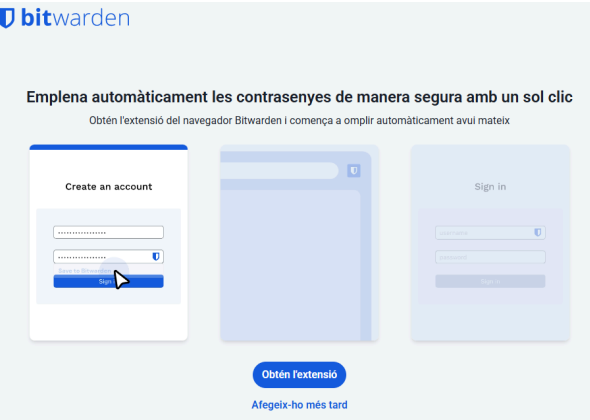 bitwarden
Emplena automàticament les contrasenyes de manera segura amb un sol clic
Obtén l'extensió del navegador Bitwarden i comença a omplir automàticament avui mateix
Create an account
Save to Bitwarden
Sign
Sign in
Username
Password
Sign in
Obtén l'extensió
Afegeix-ho més tard